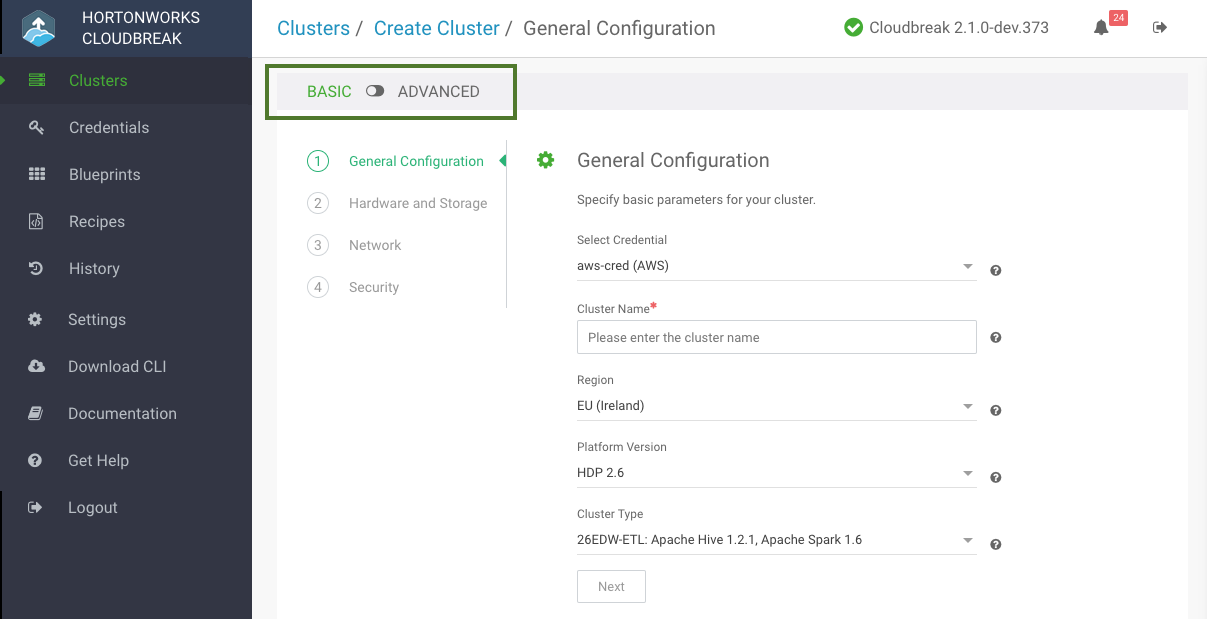 HORTONWORKS
CLOUDBREAK
Clusters / Create Cluster / General Configuration
Cloudbreak 2.1.0-dev.373
24
Clusters
Credentials
Blueprints
Recipes
History
Settings
Download CLI
Documentation
Get Help
Logout
BASIC ADVANCED
1 General Configuration
2 Hardware and Storage
3 Network
4 Security
General Configuration
Specify basic parameters for your cluster.
Select Credential
aws-cred (AWS)
Cluster Name*
Please enter the cluster name
Region
EU (Ireland)
Platform Version
HDP 2.6
Cluster Type
26EDW-ETL: Apache Hive 1.2.1, Apache Spark 1.6
Next